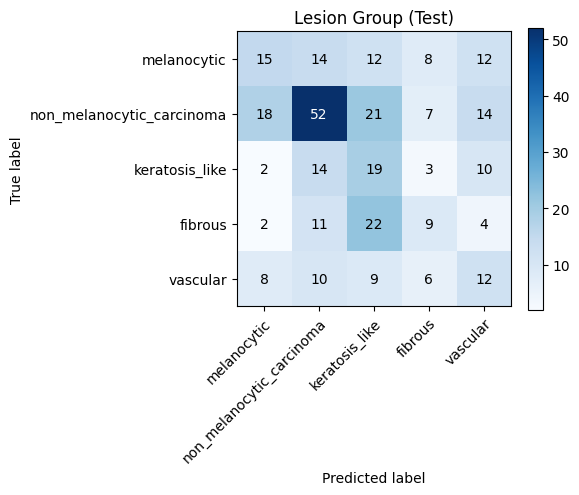 Lesion Group (Test)
True label
melanocytic 15 14 12 8 12
non_melanocytic_carcinoma 18 52 21 7 14
keratosis_like 2 14 19 3 10
fibrous 2 11 22 9 4
vascular 8 10 9 6 12
melanocytic non_melanocytic_carcinoma keratosis_like fibrous vascular
Predicted label
50
40
30
20
10